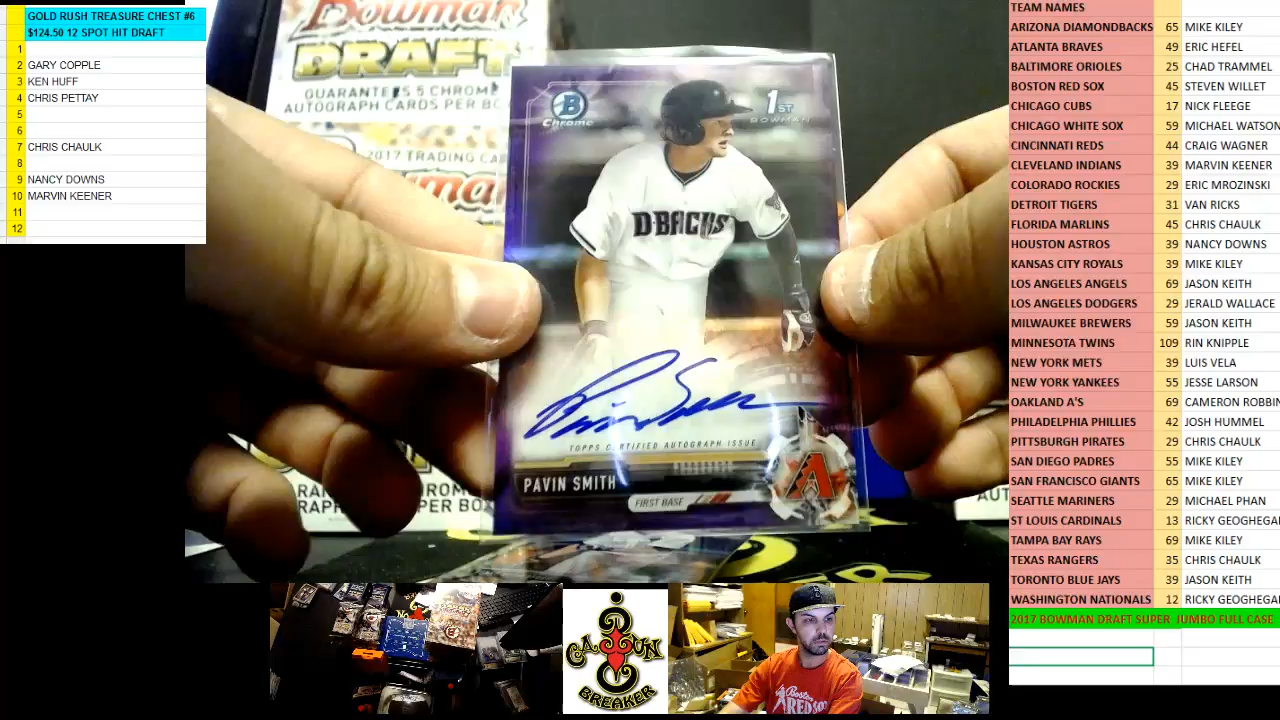 GOLD RUSH TREASURE CHEST #6
$124.50 12 SPOT HIT DRAFT
1
2 GARY COPPLE
3 KEN HUFF
4 CHRIS PETTAY
5
6
7 CHRIS CHAULK
8
9 NANCY DOWNS
10 MARVIN KEENER
11
12
Bowman
DRAFT
5 CHROME
AUTOGRAPH CARDS PER BO
2017 TRADING CA
B
Chrome
1ST
BOWMAN
D-BACKS
TOPPS CERTIFIED AUTOGRAPH ISSUE
PAVIN SMITH
FIRST BASE
A
CARTON
BREAKER
Boston
RED SOX
TEAM NAMES
ARIZONA DIAMONDBACKS 65 MIKE KILEY
ATLANTA BRAVES 49 ERIC HEFEL
BALTIMORE ORIOLES 25 CHAD TRAMMEL
BOSTON RED SOX 45 STEVEN WILLET
CHICAGO CUBS 17 NICK FLEEGE
CHICAGO WHITE SOX 59 MICHAEL WATSON
CINCINNATI REDS 44 CRAIG WAGNER
CLEVELAND INDIANS 39 MARVIN KEENER
COLORADO ROCKIES 29 ERIC MROZINSKI
DETROIT TIGERS 31 VAN RICKS
FLORIDA MARLINS 45 CHRIS CHAULK
HOUSTON ASTROS 39 NANCY DOWNS
KANSAS CITY ROYALS 39 MIKE KILEY
LOS ANGELES ANGELS 69 JASON KEITH
LOS ANGELES DODGERS 29 JERALD WALLACE
MILWAUKEE BREWERS 59 JASON KEITH
MINNESOTA TWINS 109 RIN KNIPPLE
NEW YORK METS 39 LUIS VELA
NEW YORK YANKEES 55 JESSE LARSON
OAKLAND A'S 69 CAMERON ROBBIN
PHILADELPHIA PHILLIES 42 JOSH HUMMEL
PITTSBURGH PIRATES 29 CHRIS CHAULK
SAN DIEGO PADRES 55 MIKE KILEY
SAN FRANCISCO GIANTS 65 MIKE KILEY
SEATTLE MARINERS 29 MICHAEL PHAN
ST LOUIS CARDINALS 13 RICKY GEOGHEGA
TAMPA BAY RAYS 69 MIKE KILEY
TEXAS RANGERS 35 CHRIS CHAULK
TORONTO BLUE JAYS 39 JASON KEITH
WASHINGTON NATIONALS 12 RICKY GEOGHEGA
2017 BOWMAN DRAFT SUPER JUMBO FULL CASE